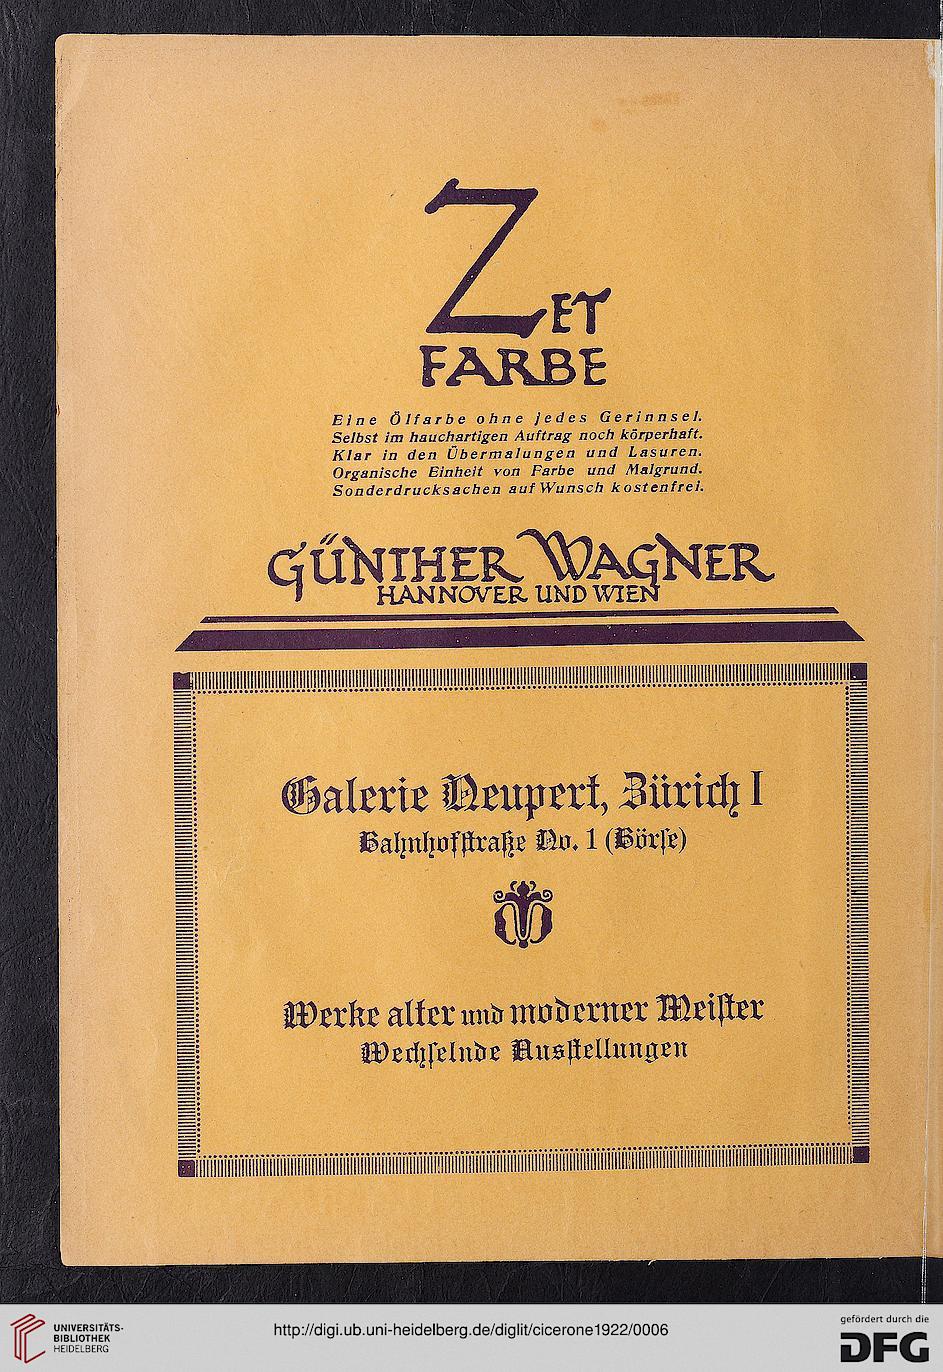 ZET
FARBE
Eine Ölfarbe ohne jedes Gerinnsel.
Selbst im hauchartigen Auftrag noch körperhaft.
Klar in den Übermalungen und Lasuren.
Organische Einheit von Farbe und Malgrund.
Sonderdrucksachen auf Wunsch kostenfrei.
GÜNTHER WAGNER
HANNOVER UND WIEN
Galerie Neupert, Zürich I
Bahnhofſtraße No. 1 (Börſe)
Werke alter und moderner Meiſter
Wechſelnde Ausſtellungen
UNIVERSITÄTS-
BIBLIOTHEK
HEIDELBERG
http://digi.ub.uni-heidelberg.de/diglit/cicerone1922/0006
gefördert durch die
DFG